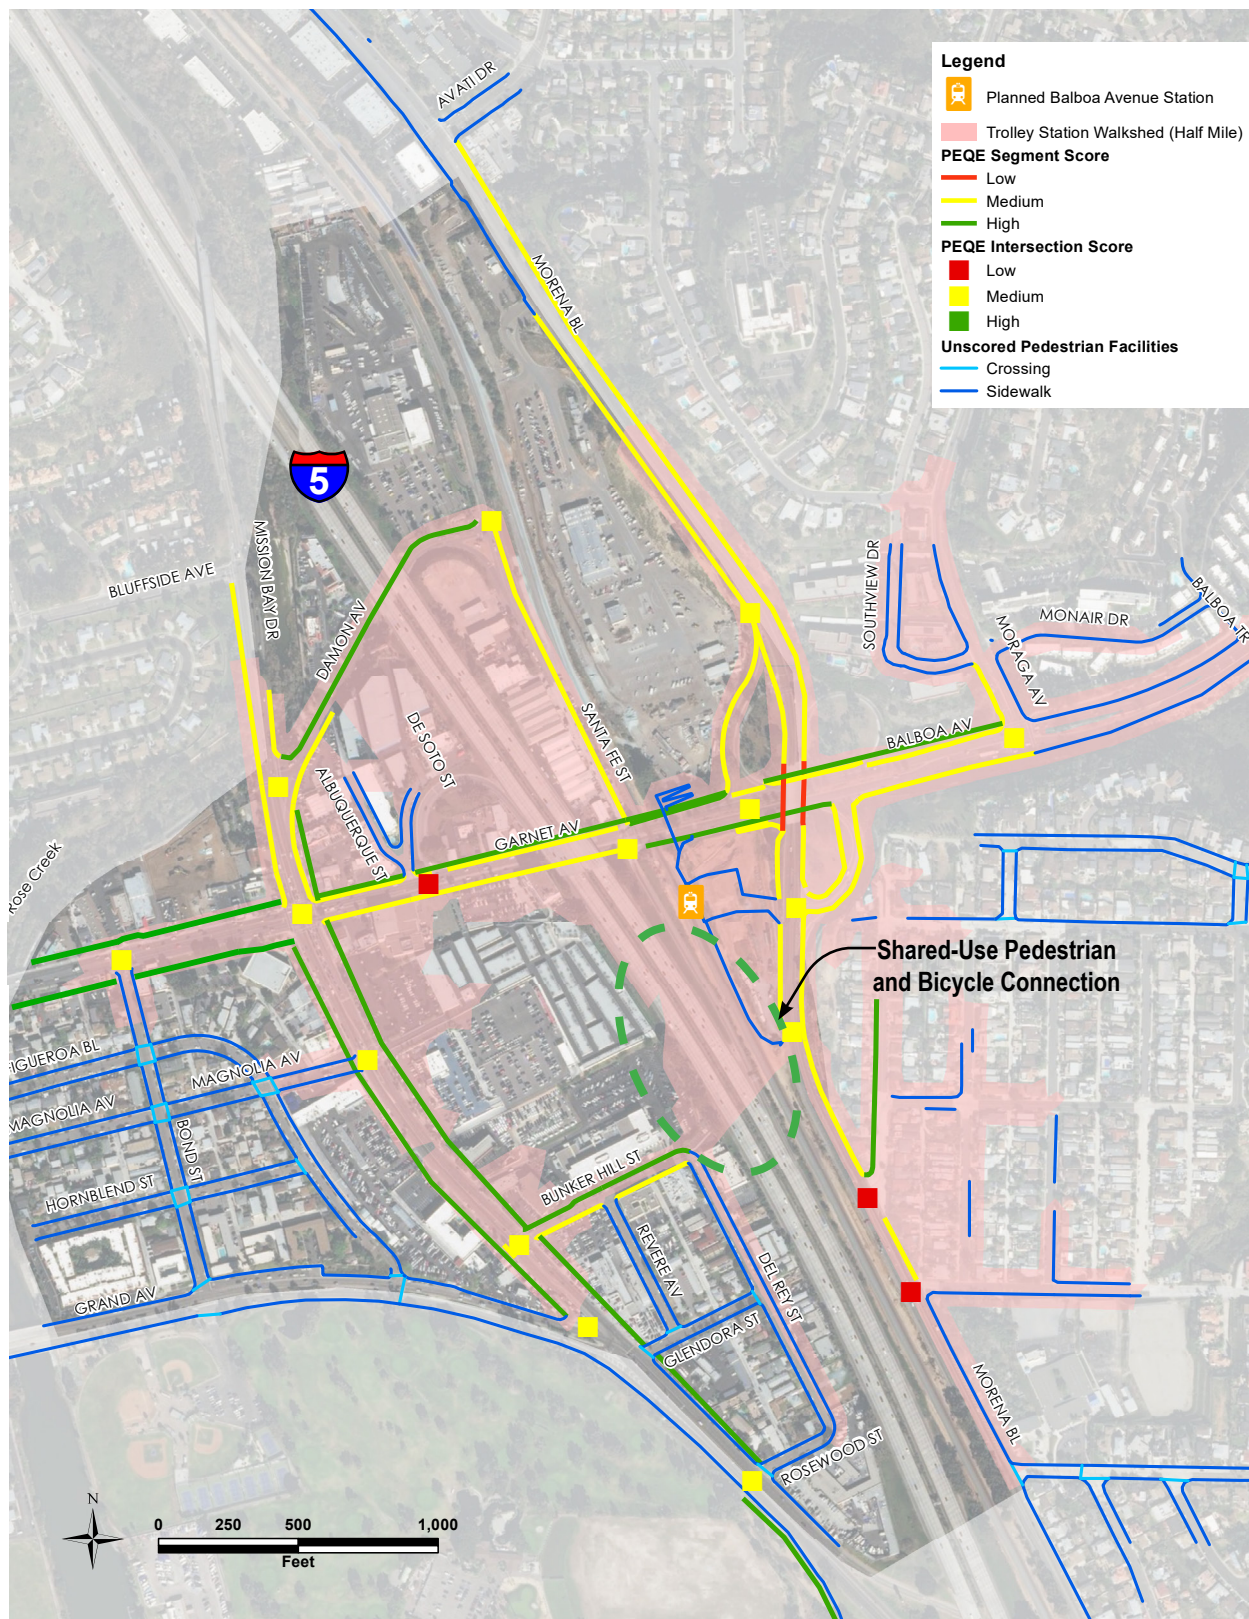 Legend
Planned Balboa Avenue Station
Trolley Station Walkshed (Half Mile)
PEQE Segment Score
Low
Medium
High
PEQE Intersection Score
Low
Medium
High
Unscored Pedestrian Facilities
Crossing
Sidewalk
AVATI DR
MORENA BL
5
MISSION BAY DR
BLUFFSIDE AVE
DAMON AV
SOUTHVIEW DR
MONAIR DR
BALBOA TR
MORAGA AV
DE SOTO ST
SANTA FE ST
BALBOA AV
ALBUQUERQUE ST
GARNET AV
Rose Creek
Shared-Use Pedestrian
and Bicycle Connection
FIGUEROA BL
MAGNOLIA AV
MAGNOLIA AV
BOND ST
HORNBLEND ST
BUNKER HILL ST
REVERE AV
DEL REY ST
GRAND AV
GLENDORA ST
MORENA BL
ROSEWOOD ST
N
0 250 500 1,000
Feet